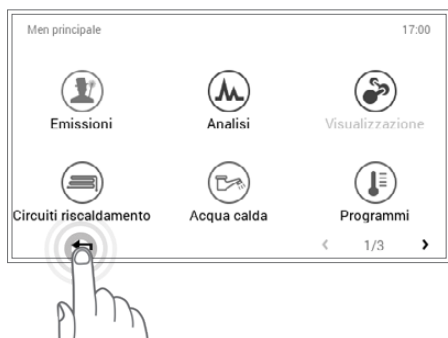 Men principale 17:00
Emissioni Analisi Visualizzazione
Circuiti riscaldamento Acqua calda Programmi
1/3